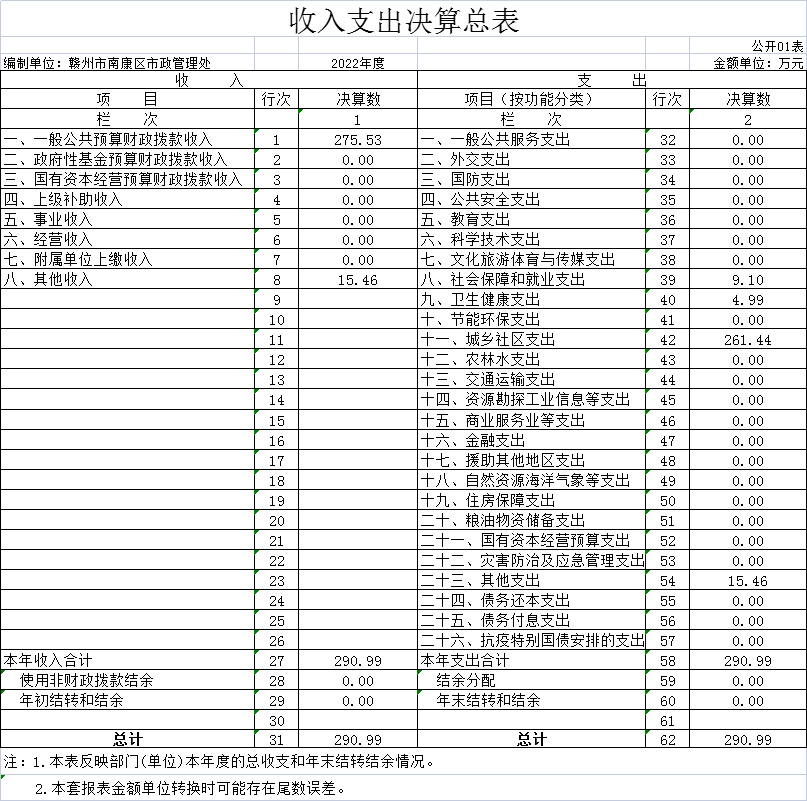 收入支出决算总表
公开01表
编制单位：赣州市南康区市政管理处 2022年度 金额单位：万元
收 入 支 出
项 目 行次 决算数 项目（按功能分类） 行次 决算数
栏 次 1 栏 次 2
一、一般公共预算财政拨款收入 1 275.53 一、一般公共服务支出 32 0.00
二、政府性基金预算财政拨款收入 2 0.00 二、外交支出 33 0.00
三、国有资本经营预算财政拨款收入 3 0.00 三、国防支出 34 0.00
四、上级补助收入 4 0.00 四、公共安全支出 35 0.00
五、事业收入 5 0.00 五、教育支出 36 0.00
六、经营收入 6 0.00 六、科学技术支出 37 0.00
七、附属单位上缴收入 7 0.00 七、文化旅游体育与传媒支出 38 0.00
八、其他收入 8 15.46 八、社会保障和就业支出 39 9.10
9 九、卫生健康支出 40 4.99
10 十、节能环保支出 41 0.00
11 十一、城乡社区支出 42 261.44
12 十二、农林水支出 43 0.00
13 十三、交通运输支出 44 0.00
14 十四、资源勘探工业信息等支出 45 0.00
15 十五、商业服务业等支出 46 0.00
16 十六、金融支出 47 0.00
17 十七、援助其他地区支出 48 0.00
18 十八、自然资源海洋气象等支出 49 0.00
19 十九、住房保障支出 50 0.00
20 二十、粮油物资储备支出 51 0.00
21 二十一、国有资本经营预算支出 52 0.00
22 二十二、灾害防治及应急管理支出 53 0.00
23 二十三、其他支出 54 15.46
24 二十四、债务还本支出 55 0.00
25 二十五、债务付息支出 56 0.00
26 二十六、抗疫特别国债安排的支出 57 0.00
本年收入合计 27 290.99 本年支出合计 58 290.99
使用非财政拨款结余 28 0.00 结余分配 59 0.00
年初结转和结余 29 0.00 年末结转和结余 60 0.00
30 61
总计 31 290.99 总计 62 290.99
注：1.本表反映部门(单位)本年度的总收支和年末结转结余情况。
2.本套报表金额单位转换时可能存在尾数误差。